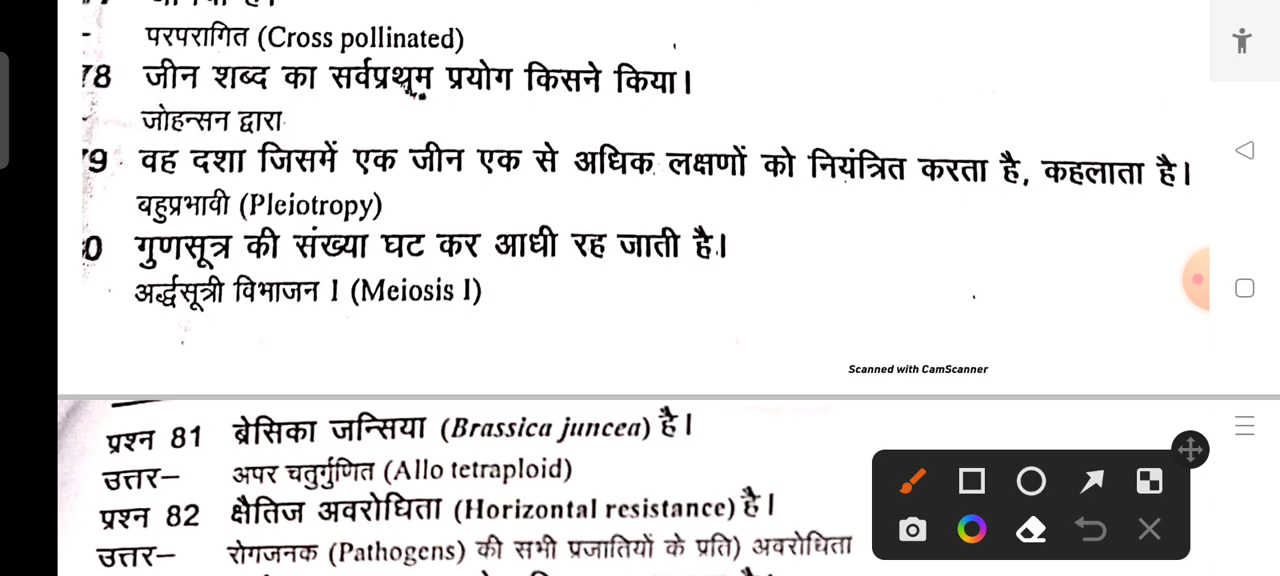 परपरागित (Cross pollinated)
78 जीन शब्द का सर्वप्रथम प्रयोग किसने किया।
जोहन्सन द्वारा
9 वह दशा जिसमें एक जीन एक से अधिक लक्षणों को नियंत्रित करता है, कहलाता है।
बहुप्रभावी (Pleiotropy)
0 गुणसूत्र की संख्या घट कर आधी रह जाती है।
अर्द्धसूत्री विभाजन I (Meiosis I)
Scanned with CamScanner
प्रश्न 81 ब्रेसिका जन्सिया (Brassica juncea) है।
उत्तर– अपर चतुर्गुणित (Allo tetraploid)
प्रश्न 82 क्षैतिज अवरोधिता (Horizontal resistance) है।
उत्तर– रोगजनक (Pathogens) की सभी प्रजातियों के प्रति) अवरोधिता